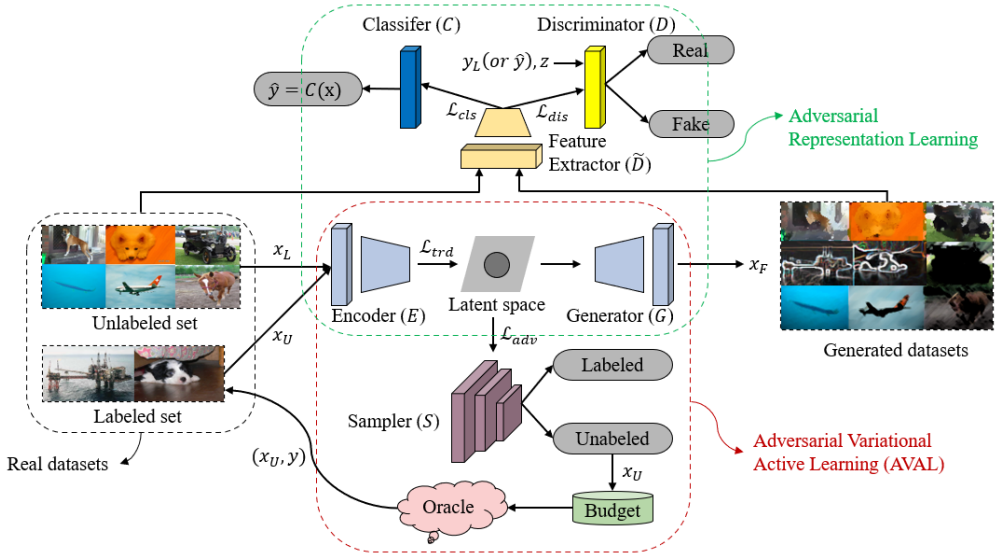 Classifer (C)
Discriminator (D)
y_L(or ŷ), z
Real
ŷ = C(x)
ℒ_cls
ℒ_dis
Fake
Feature
Extractor (D̃)
Adversarial
Representation Learning
x_L
ℒ_trd
x_F
Latent space
Encoder (E)
Generator (G)
Unlabeled set
x_U
ℒ_adv
Generated datasets
Labeled
Sampler (S)
Labeled set
Unabeled
Real datasets
(x_U, y)
x_U
Adversarial Variational
Active Learning (AVAL)
Oracle
Budget